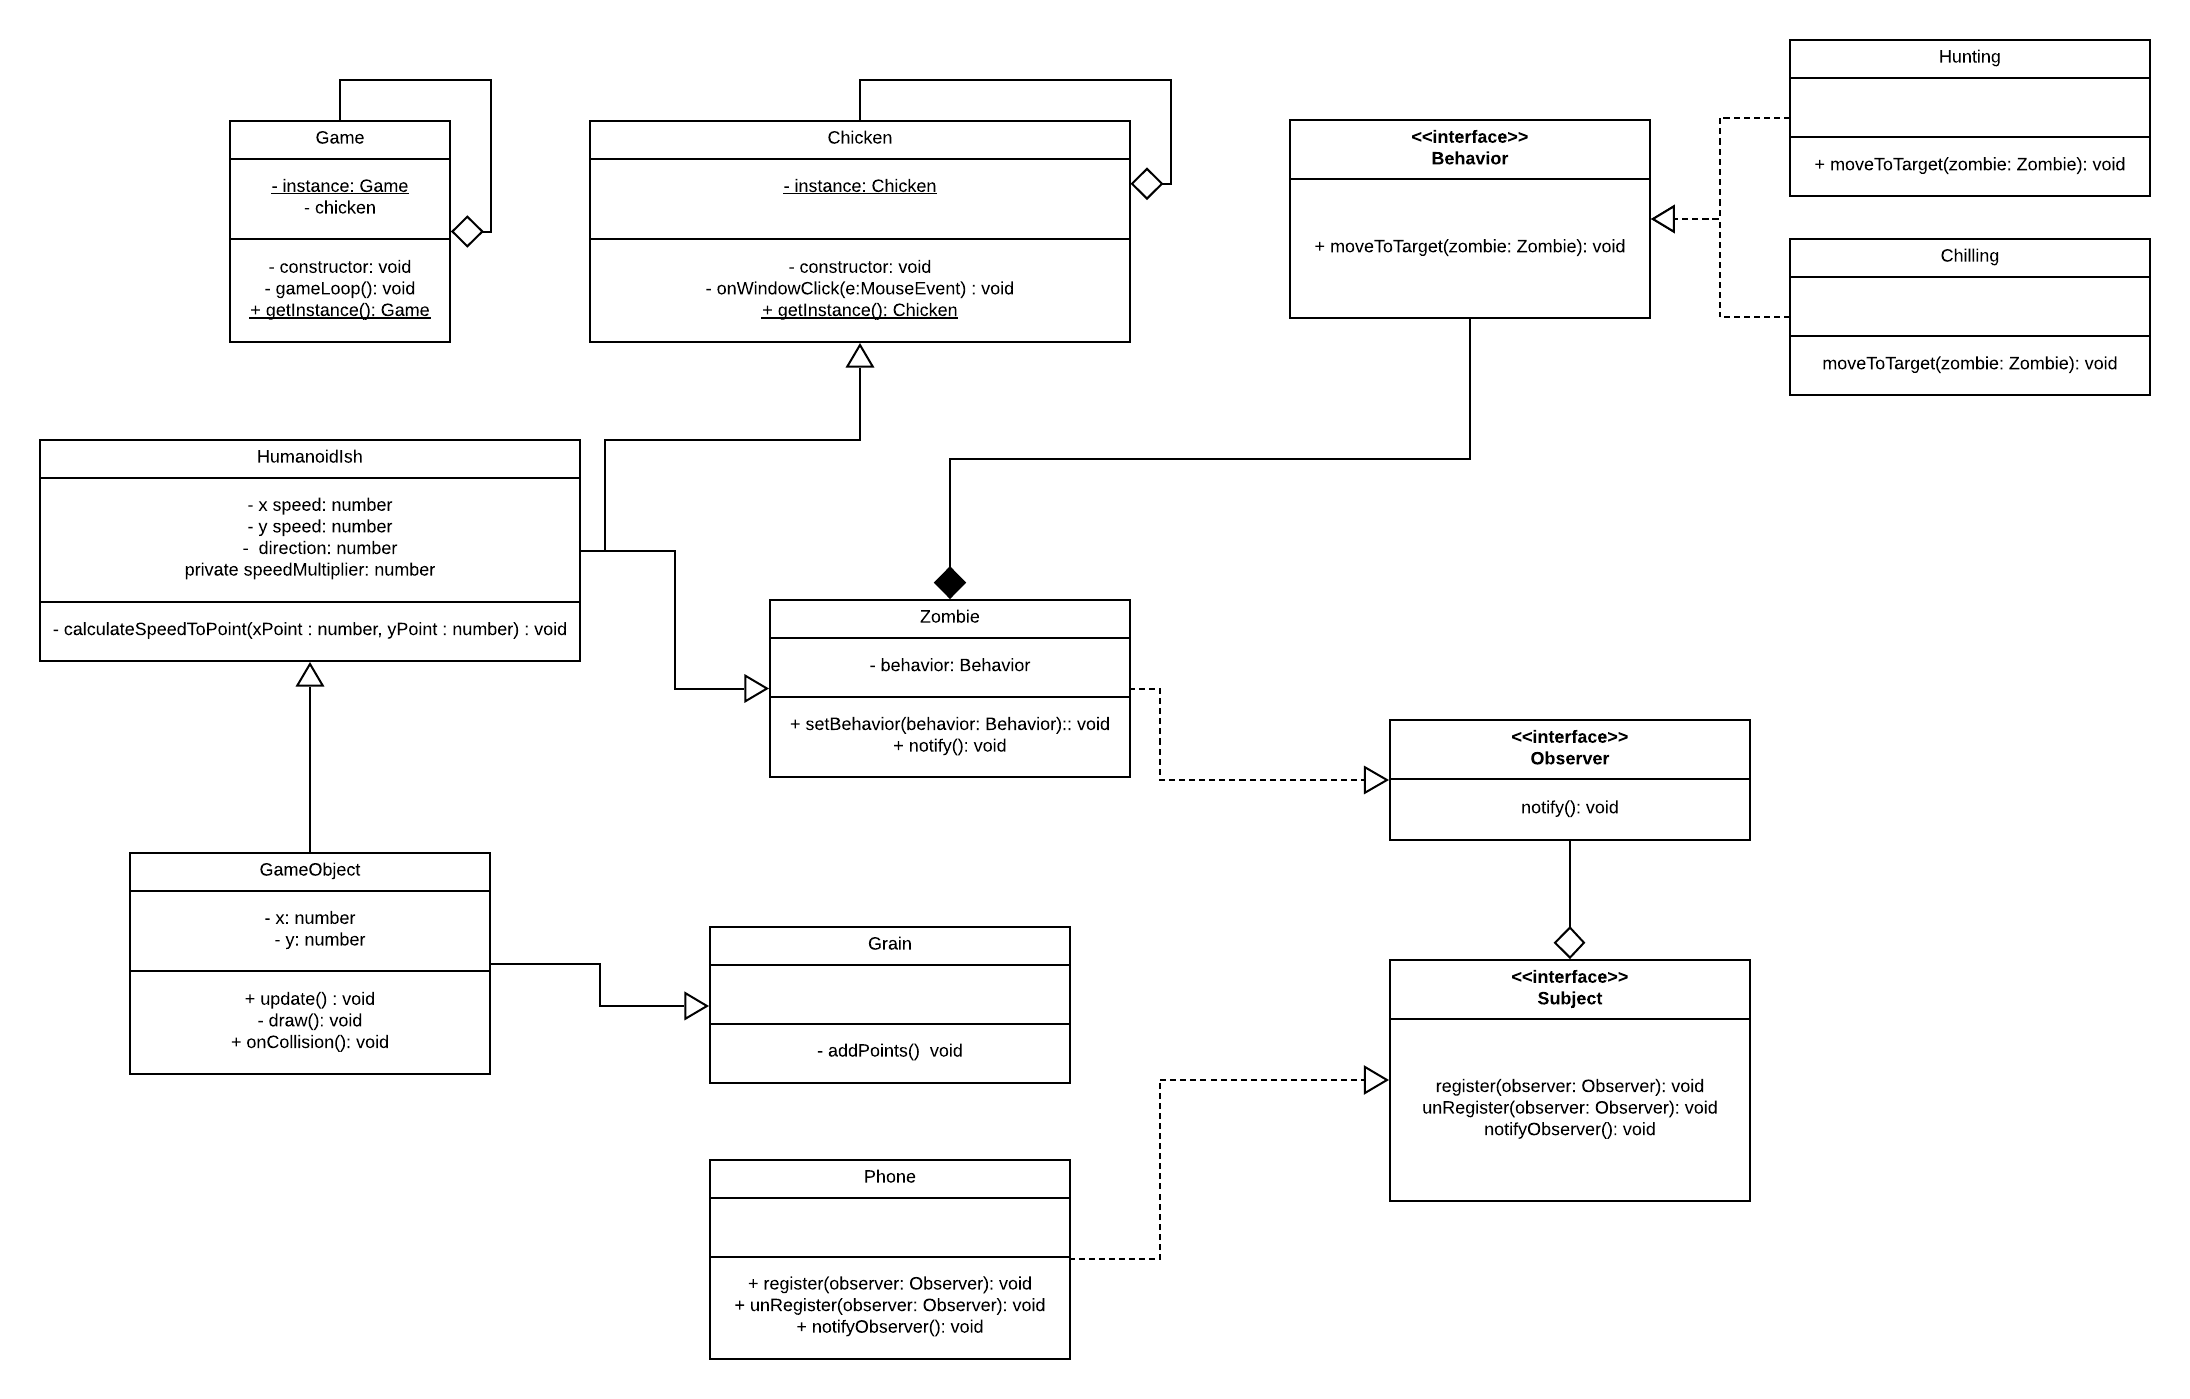 Game
- instance: Game
- chicken
- constructor: void
- gameLoop(): void
+ getInstance(): Game
Chicken
- instance: Chicken
- constructor: void
- onWindowClick(e:MouseEvent) : void
+ getInstance(): Chicken
<<interface>>
Behavior
+ moveToTarget(zombie: Zombie): void
Hunting
+ moveToTarget(zombie: Zombie): void
Chilling
moveToTarget(zombie: Zombie): void
HumanoidIsh
- x speed: number
- y speed: number
-  direction: number
private speedMultiplier: number
- calculateSpeedToPoint(xPoint : number, yPoint : number) : void
Zombie
- behavior: Behavior
+ setBehavior(behavior: Behavior):: void
+ notify(): void
<<interface>>
Observer
notify(): void
GameObject
- x: number
- y: number
+ update() : void
- draw(): void
+ onCollision(): void
Grain
- addPoints()  void
<<interface>>
Subject
register(observer: Observer): void
unRegister(observer: Observer): void
notifyObserver(): void
Phone
+ register(observer: Observer): void
+ unRegister(observer: Observer): void
+ notifyObserver(): void